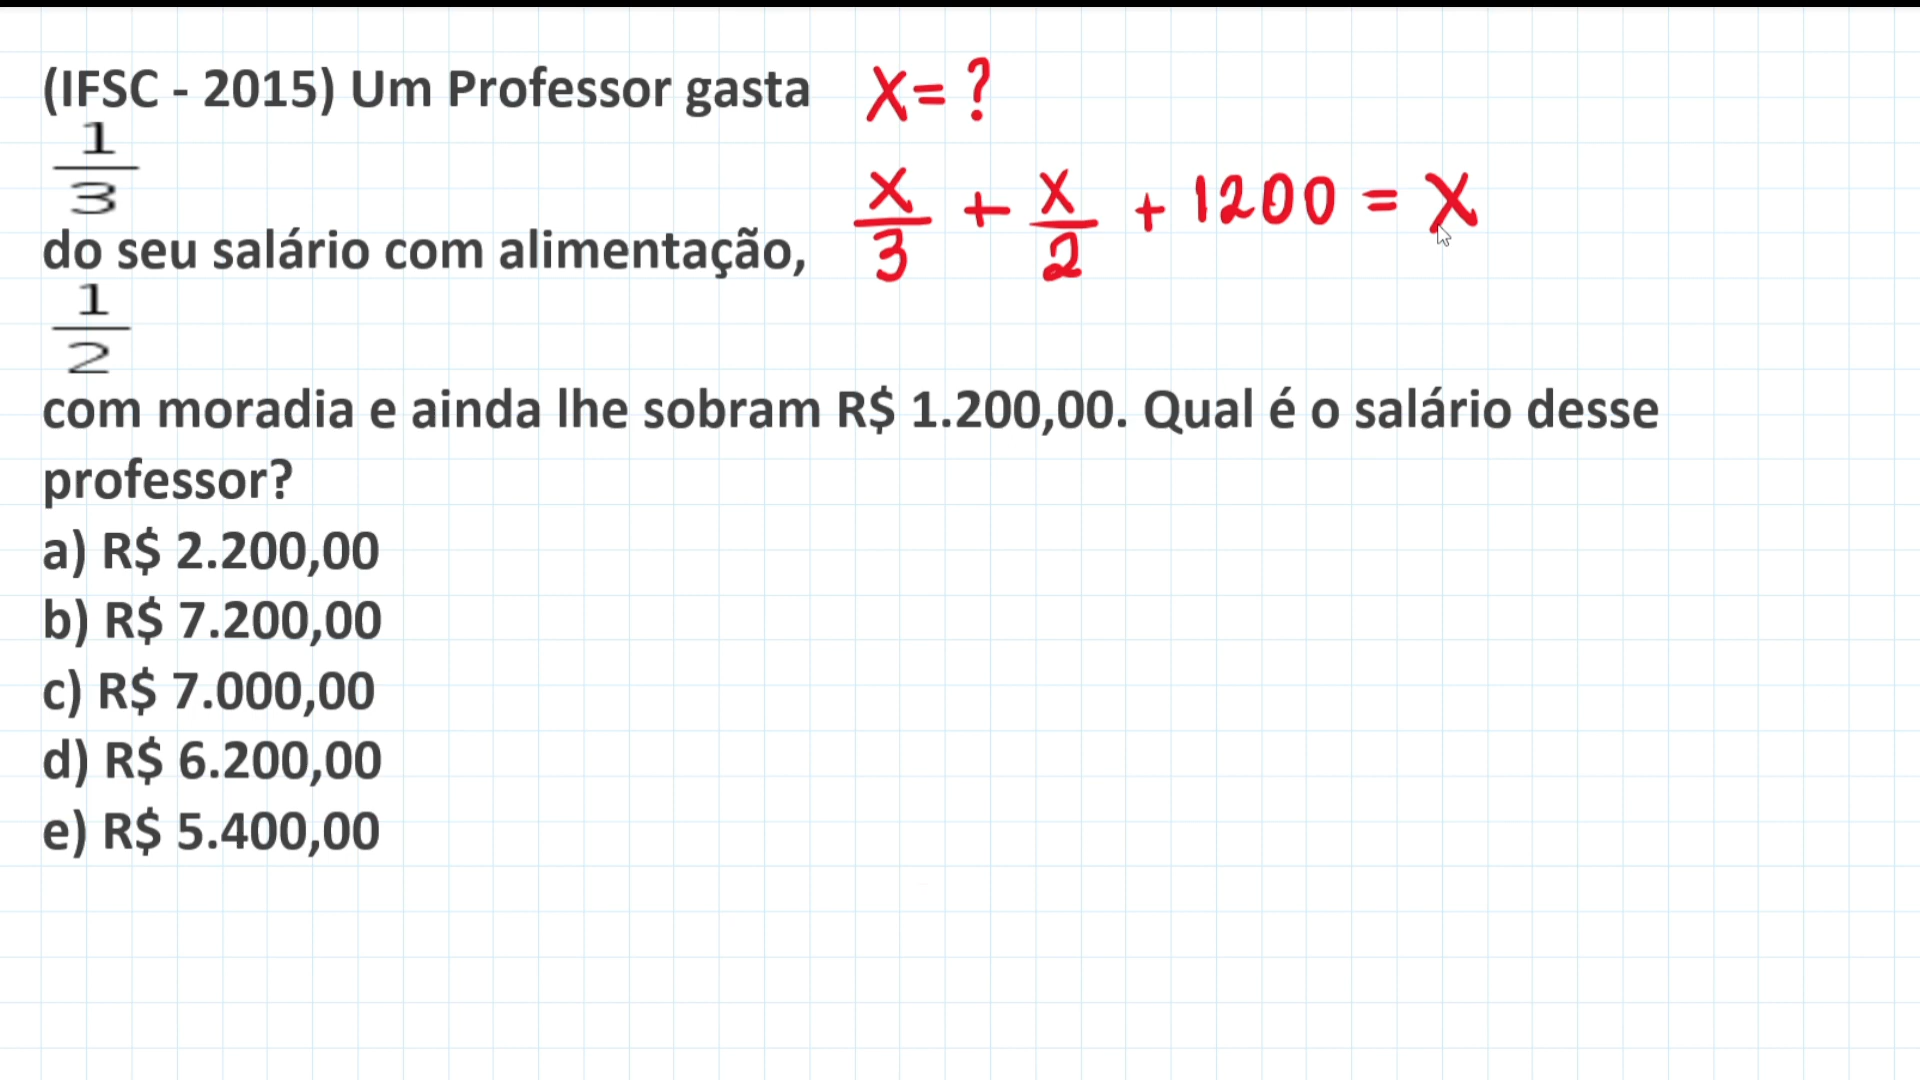 (IFSC - 2015) Um Professor gasta
1
3
do seu salário com alimentação,
1
2
com moradia e ainda lhe sobram R$ 1.200,00. Qual é o salário desse
professor?
a) R$ 2.200,00
b) R$ 7.200,00
c) R$ 7.000,00
d) R$ 6.200,00
e) R$ 5.400,00
X = ?
x/3 + x/2 + 1200 = x